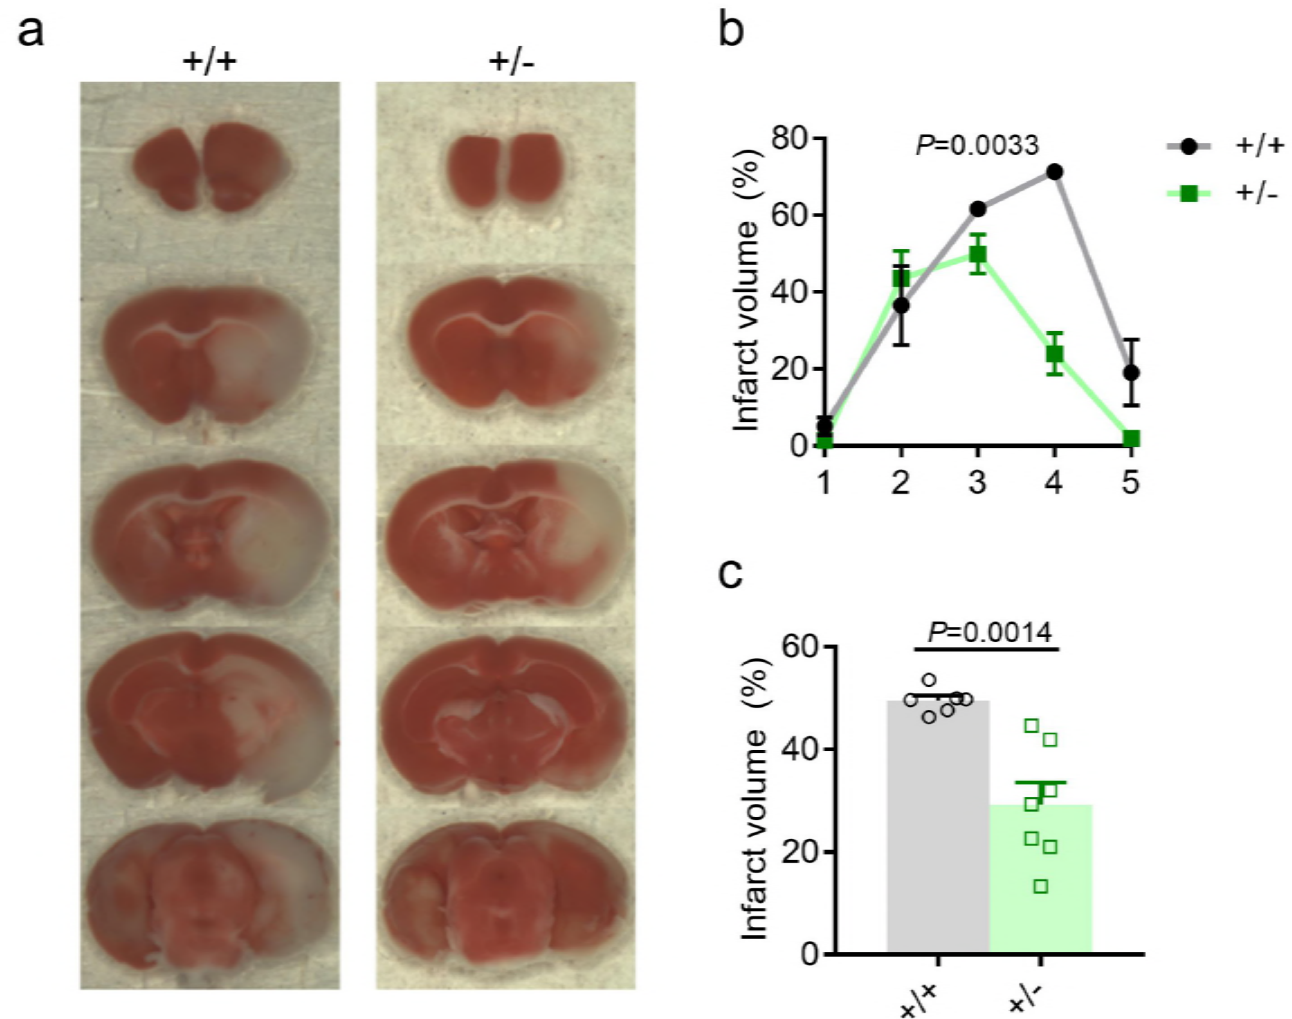 a
+/+
+/-
b
Infarct volume (%)
80
60
40
20
0
P=0.0033
1 2 3 4 5
+/+
+/-
c
Infarct volume (%)
60
40
20
0
P=0.0014
+/+
+/-